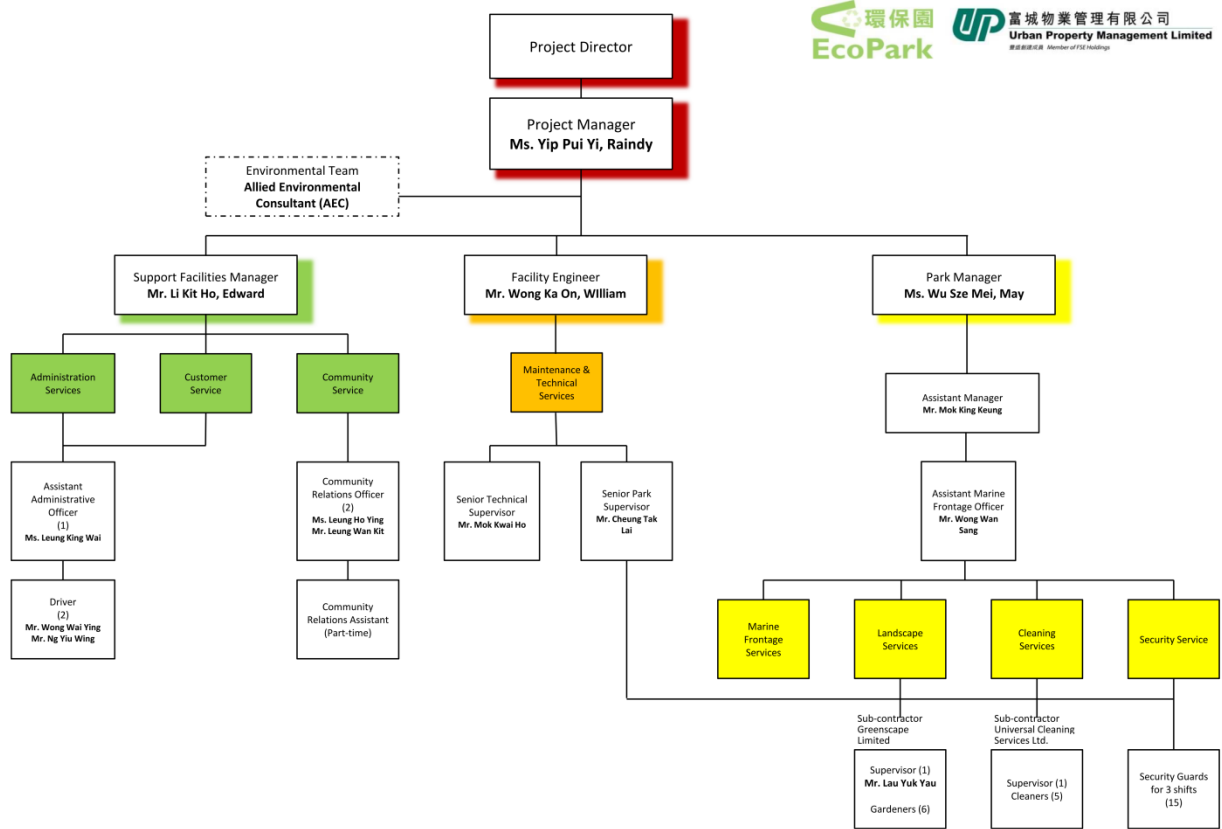 環保園
EcoPark
UP
富城物業管理有限公司
Urban Property Management Limited
豐盛創建成員 Member of FSE Holdings
Project Director
Project Manager
Ms. Yip Pui Yi, Raindy
Environmental Team
Allied Environmental
Consultant (AEC)
Support Facilities Manager
Mr. Li Kit Ho, Edward
Facility Engineer
Mr. Wong Ka On, WIlliam
Park Manager
Ms. Wu Sze Mei, May
Administration
Services
Customer
Service
Community
Service
Maintenance &
Technical
Services
Assistant Manager
Mr. Mok King Keung
Assistant
Administrative
Officer
(1)
Ms. Leung King Wai
Community
Relations Officer
(2)
Ms. Leung Ho Ying
Mr. Leung Wan Kit
Senior Technical
Supervisor
Mr. Mok Kwai Ho
Senior Park
Supervisor
Mr. Cheung Tak
Lai
Assistant Marine
Frontage Officer
Mr. Wong Wan
Sang
Driver
(2)
Mr. Wong Wai Ying
Mr. Ng Yiu Wing
Community
Relations Assistant
(Part-time)
Marine
Frontage
Services
Landscape
Services
Cleaning
Services
Security Service
Sub-contractor
Greenscape
Limited
Sub-contractor
Universal Cleaning
Services Ltd.
Supervisor (1)
Mr. Lau Yuk Yau
Gardeners (6)
Supervisor (1)
Cleaners (5)
Security Guards
for 3 shifts
(15)